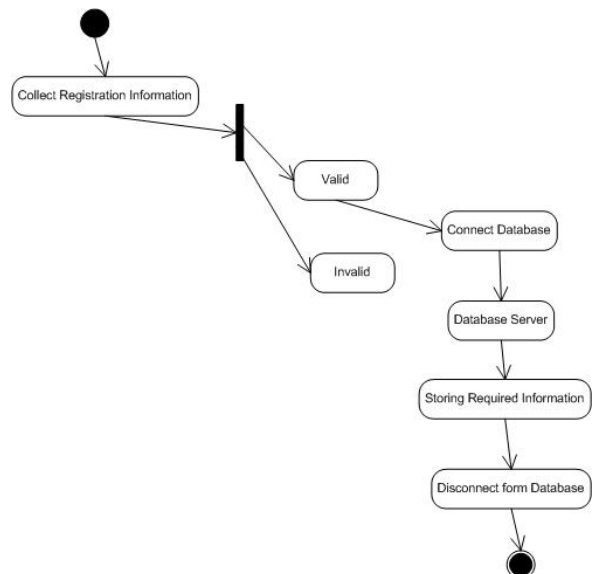 Collect Registration Information
Valid
Connect Database
Invalid
Database Server
Storing Required Information
Disconnect form Database